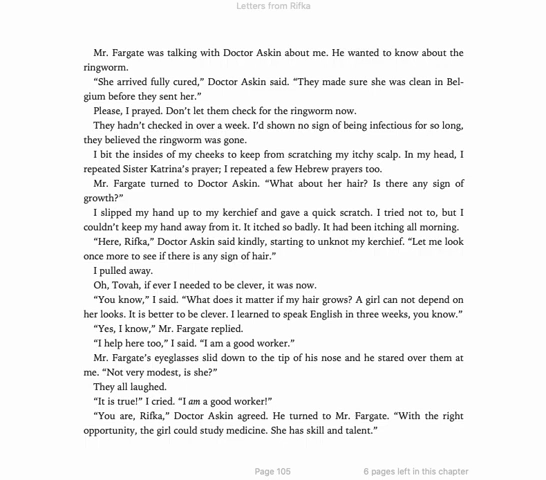 Letters from Rifka
Mr. Fargate was talking with Doctor Askin about me. He wanted to know about the
ringworm.
“She arrived fully cured,” Doctor Askin said. “They made sure she was clean in Bel-
gium before they sent her.”
Please, I prayed. Don’t let them check for the ringworm now.
They hadn’t checked in over a week. I’d shown no sign of being infectious for so long,
they believed the ringworm was gone.
I bit the insides of my cheeks to keep from scratching my itchy scalp. In my head, I
repeated Sister Katrina’s prayer; I repeated a few Hebrew prayers too.
Mr. Fargate turned to Doctor Askin. “What about her hair? Is there any sign of
growth?”
I slipped my hand up to my kerchief and gave a quick scratch. I tried not to, but I
couldn’t keep my hand away from it. It itched so badly. It had been itching all morning.
“Here, Rifka,” Doctor Askin said kindly, starting to unknot my kerchief. “Let me look
once more to see if there is any sign of hair.”
I pulled away.
Oh, Tovah, if ever I needed to be clever, it was now.
“You know,” I said. “What does it matter if my hair grows? A girl can not depend on
her looks. It is better to be clever. I learned to speak English in three weeks, you know.”
“Yes, I know,” Mr. Fargate replied.
“I help here too,” I said. “I am a good worker.”
Mr. Fargate’s eyeglasses slid down to the tip of his nose and he stared over them at
me. “Not very modest, is she?”
They all laughed.
“It is true!” I cried. “I am a good worker!”
“You are, Rifka,” Doctor Askin agreed. He turned to Mr. Fargate. “With the right
opportunity, the girl could study medicine. She has skill and talent.”
Page 105
6 pages left in this chapter